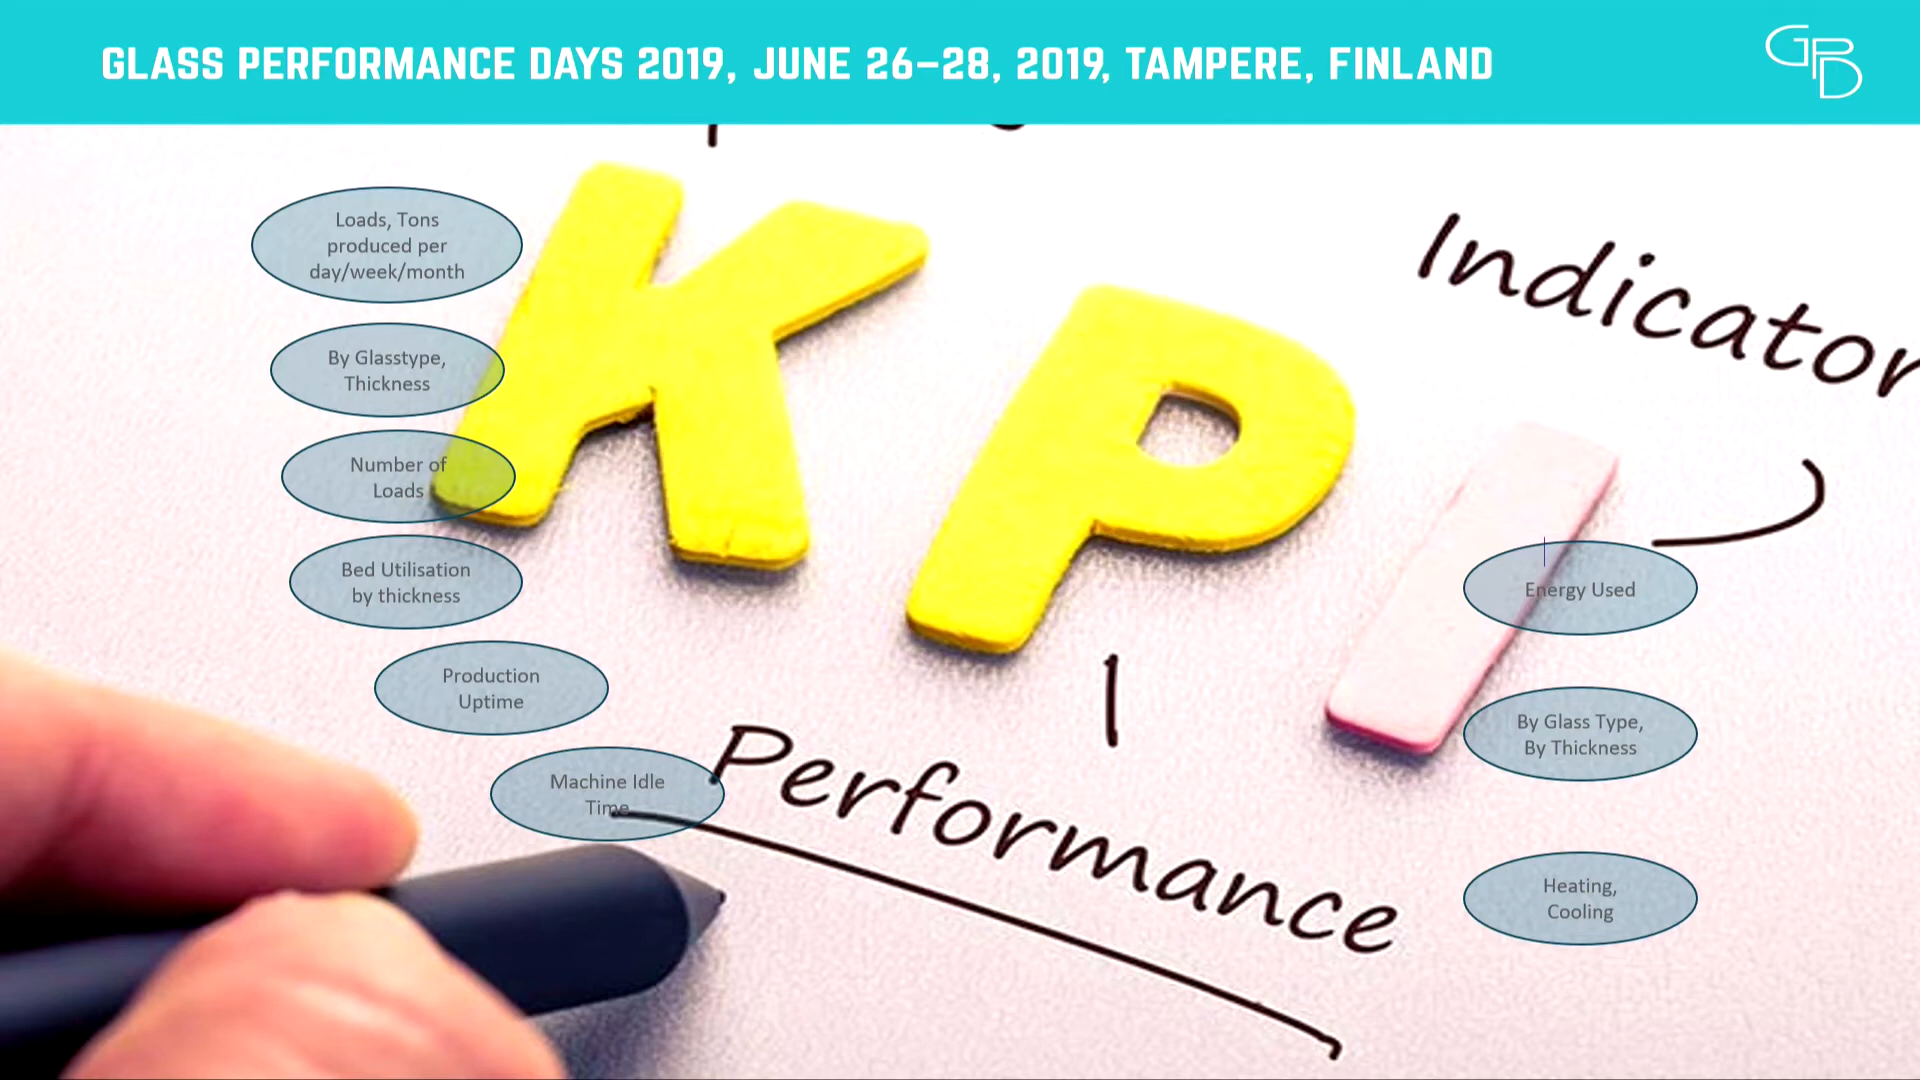 GLASS PERFORMANCE DAYS 2019, JUNE 26–28, 2019, TAMPERE, FINLAND
GPD
Loads, Tons
produced per
day/week/month
By Glasstype,
Thickness
Number of
Loads
Bed Utilisation
by thickness
Production
Uptime
Machine Idle
Time
KPI
Indicator
Performance
Energy Used
By Glass Type,
By Thickness
Heating,
Cooling